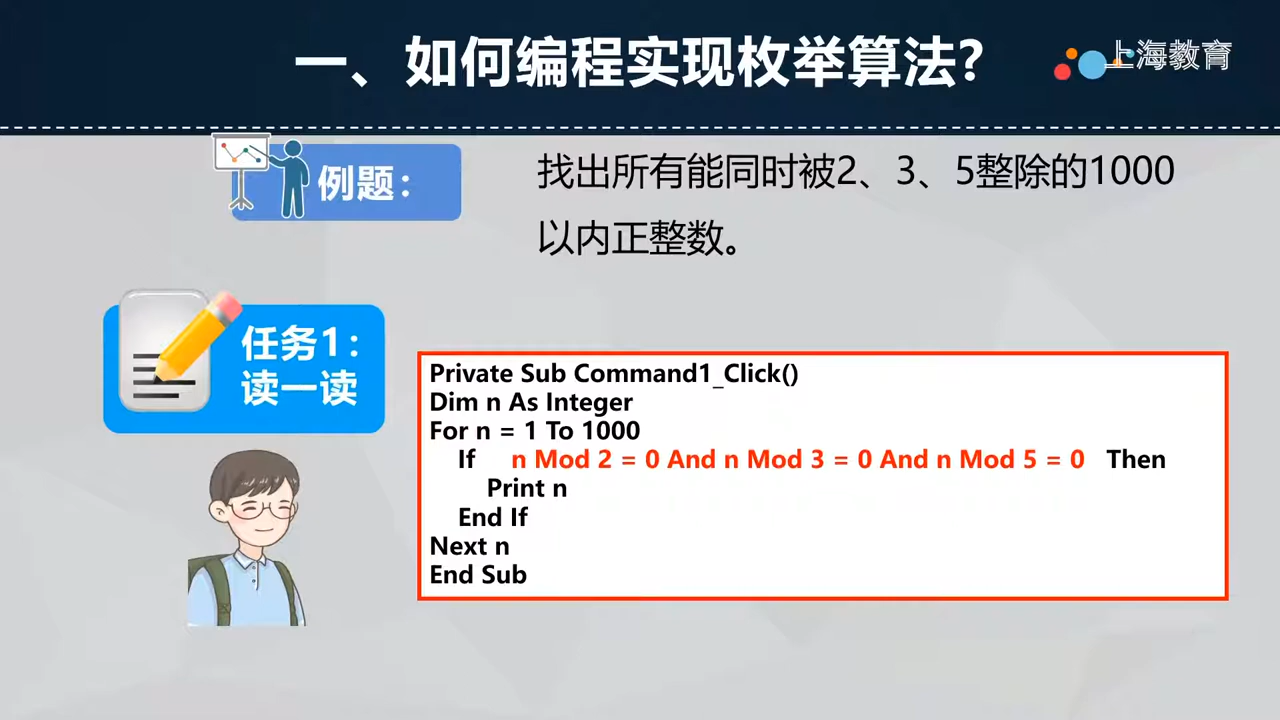 一、如何编程实现枚举算法?
上海教育
例题:
找出所有能同时被2、3、5整除的1000
以内正整数。
任务1:
读一读
Private Sub Command1_Click()
Dim n As Integer
For n = 1 To 1000
If n Mod 2 = 0 And n Mod 3 = 0 And n Mod 5 = 0 Then
Print n
End If
Next n
End Sub